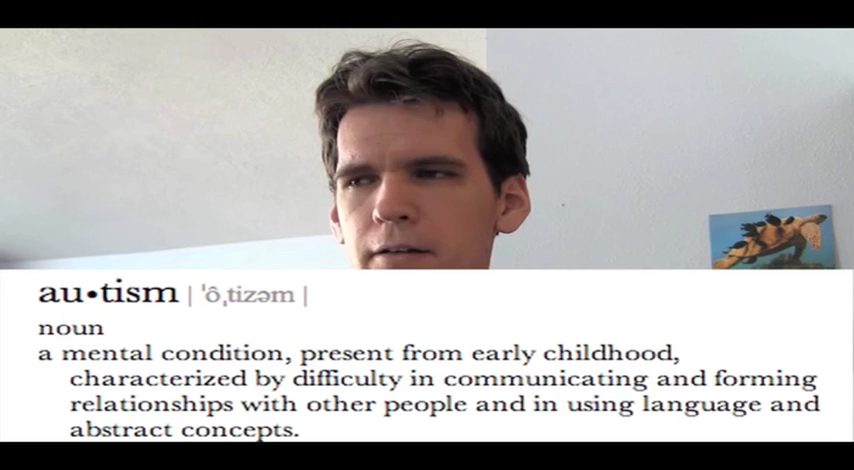 au•tism | ˈôˌtizəm |
noun
a mental condition, present from early childhood,
characterized by difficulty in communicating and forming
relationships with other people and in using language and
abstract concepts.